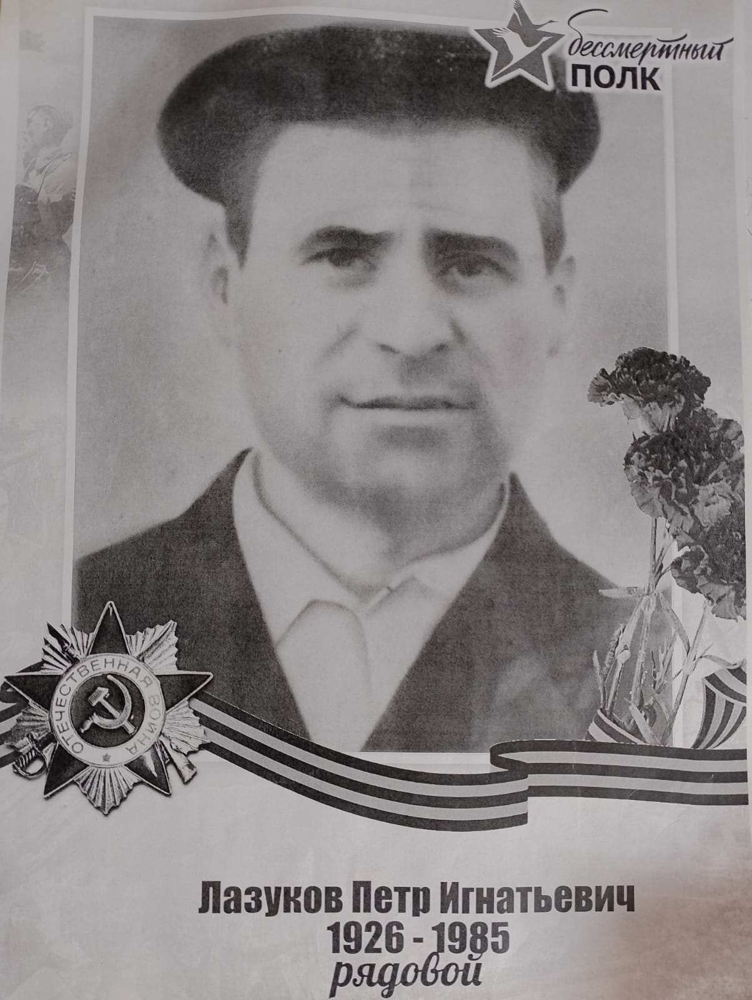 бессмертный
ПОЛК
ОТЕЧЕСТВЕННАЯ ВОЙНА
Лазуков Петр Игнатьевич
1926 - 1985
рядовой